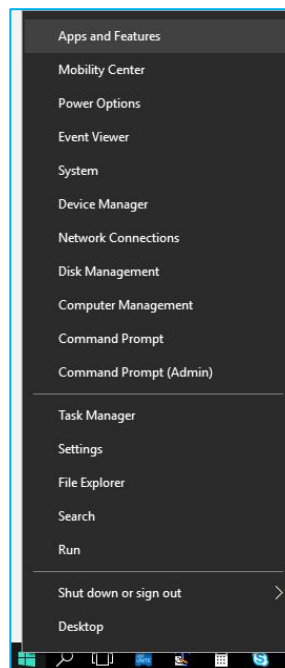 Apps and Features
Mobility Center
Power Options
Event Viewer
System
Device Manager
Network Connections
Disk Management
Computer Management
Command Prompt
Command Prompt (Admin)
Task Manager
Settings
File Explorer
Search
Run
Shut down or sign out
Desktop